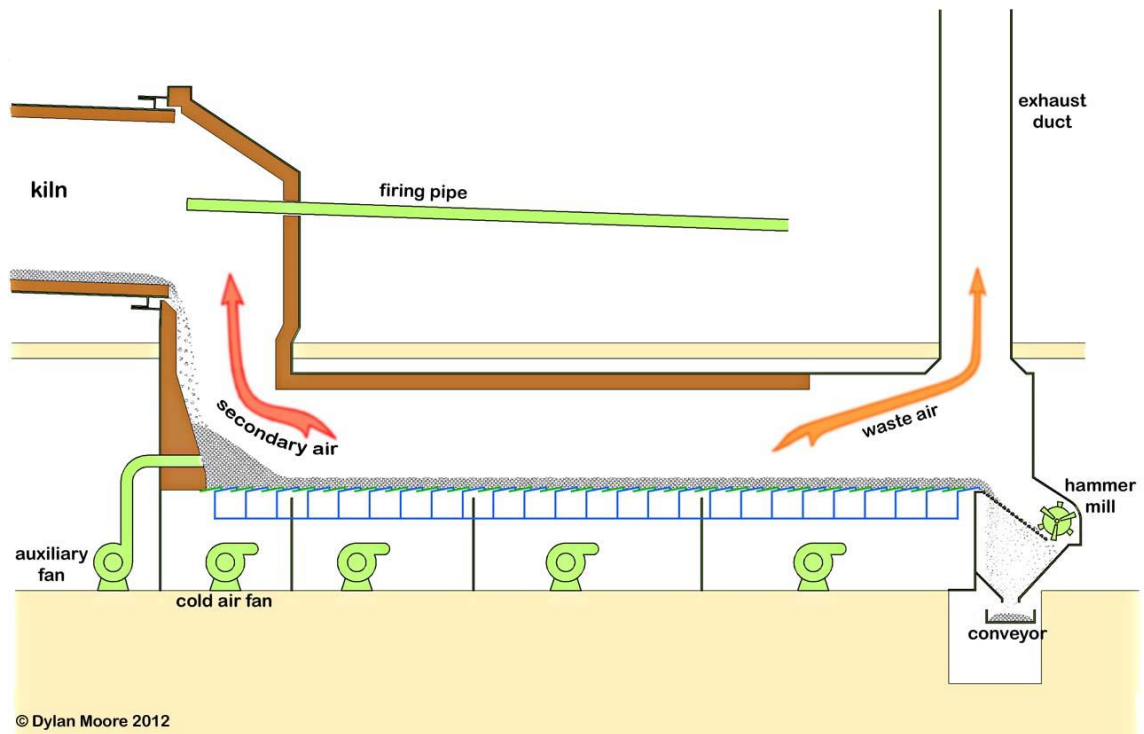 exhaust
duct
kiln
firing pipe
secondary air
waste air
hammer
mill
auxiliary
fan
cold air fan
conveyor
© Dylan Moore 2012